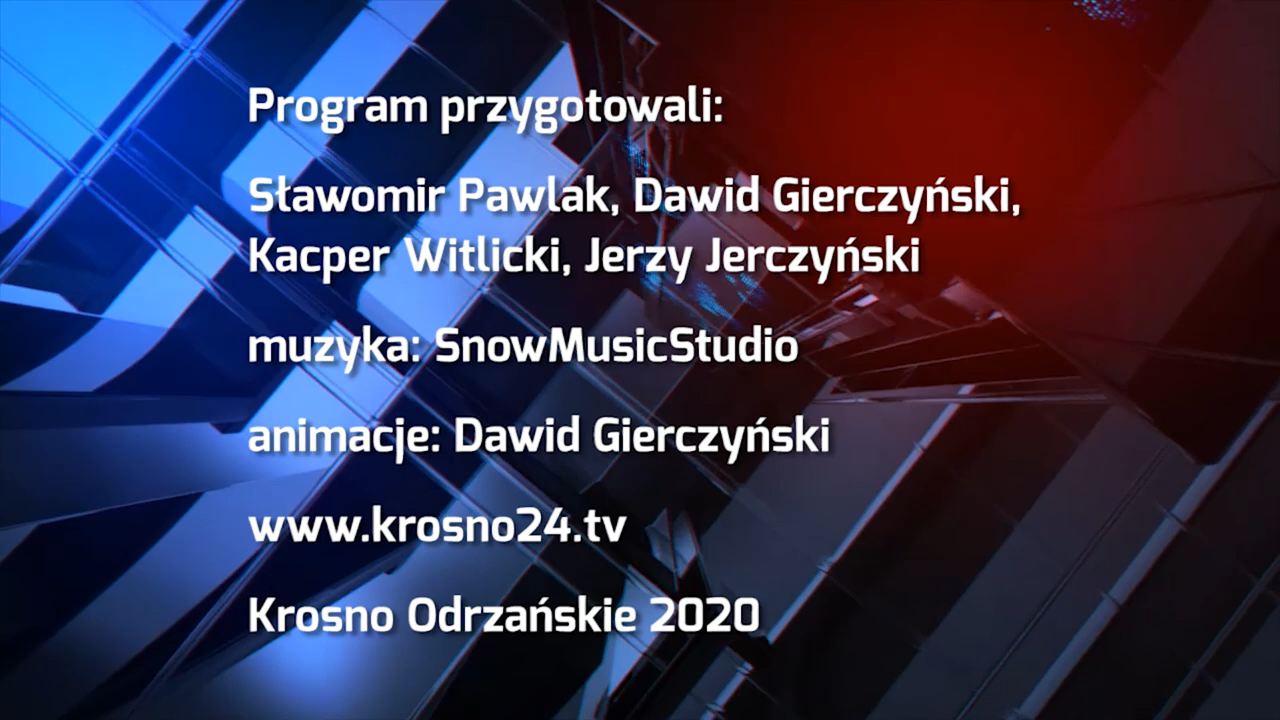 Program przygotowali:
Sławomir Pawlak, Dawid Gierczyński,
Kacper Witlicki, Jerzy Jerczyński
muzyka: SnowMusicStudio
animacje: Dawid Gierczyński
www.krosno24.tv
Krosno Odrzańskie 2020